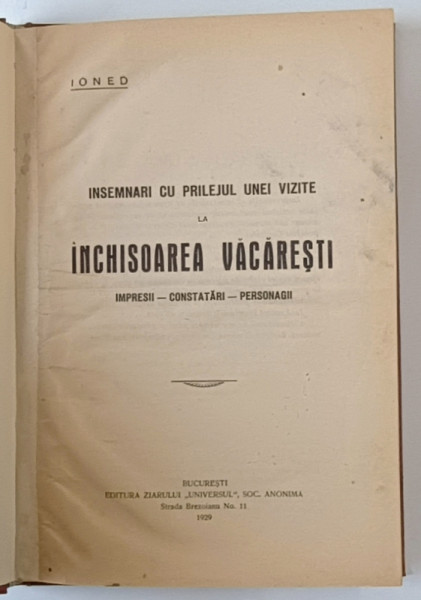 IONED
INSEMNARI CU PRILEJUL UNEI VIZITE
LA
ÎNCHISOAREA VĂCĂREȘTI
IMPRESII — CONSTATĂRI — PERSONAGII
BUCUREȘTI
EDITURA ZIARULUI „UNIVERSUL", SOC. ANONIMA
Strada Brezoianu No. 11
1929